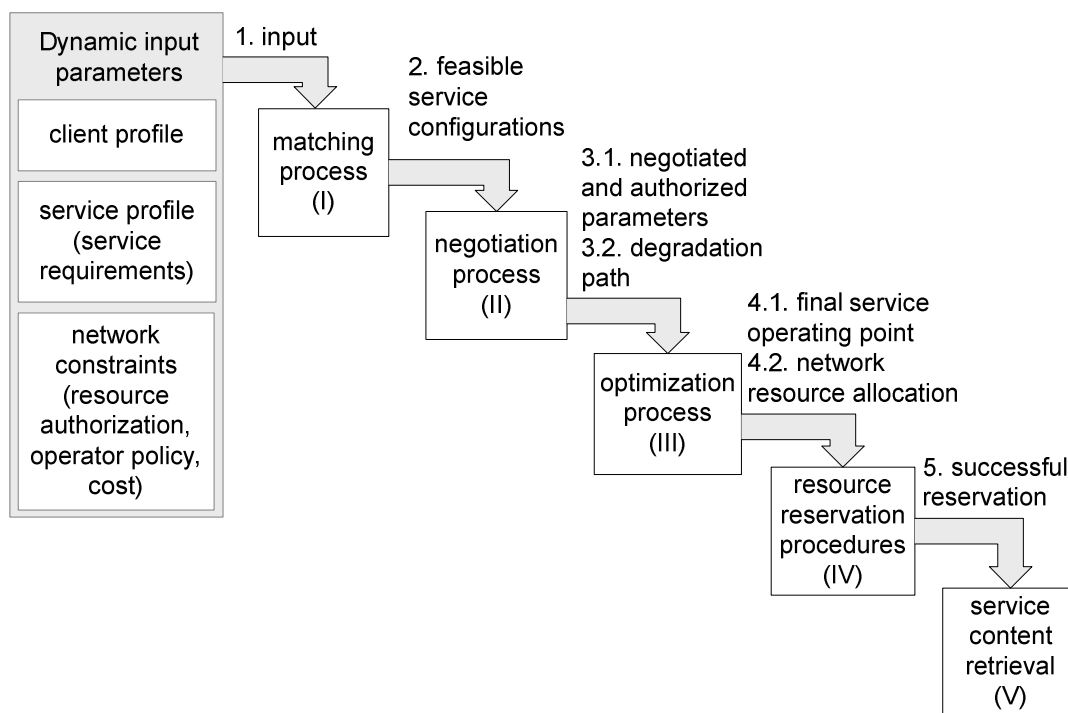 Dynamic input
parameters
client profile
service profile
(service
requirements)
network
constraints
(resource
authorization,
operator policy,
cost)
1. input
matching
process
(I)
2. feasible
service
configurations
negotiation
process
(II)
3.1. negotiated
and authorized
parameters
3.2. degradation
path
optimization
process
(III)
4.1. final service
operating point
4.2. network
resource allocation
resource
reservation
procedures
(IV)
5. successful
reservation
service
content
retrieval
(V)